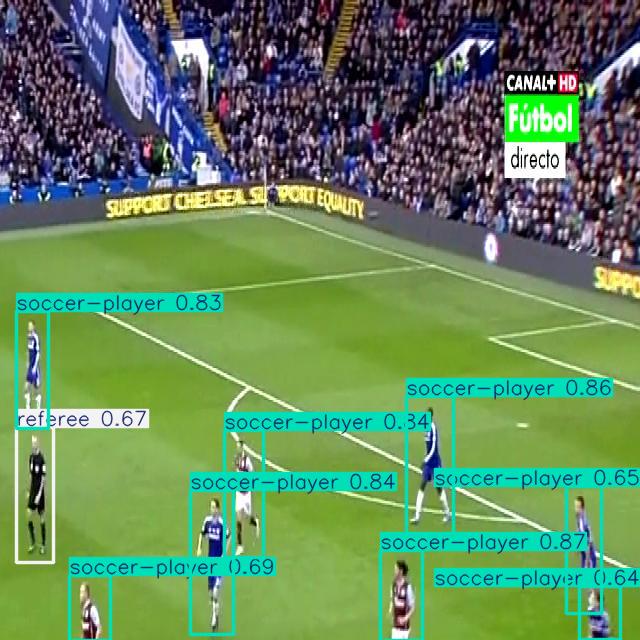 CANAL+ HD
Fútbol
directo
SUPPORT CHELSEA. SUPPORT EQUALITY.
SUPPO
soccer-player 0.83
soccer-player 0.86
referee 0.67
soccer-player 0.84
soccer-player 0.65
soccer-player 0.84
soccer-player 0.87
soccer-player 0.69
soccer-player 0.64